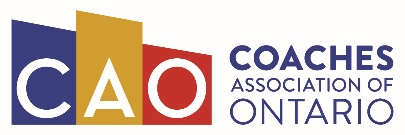 CAO
COACHES
ASSOCIATION OF
ONTARIO